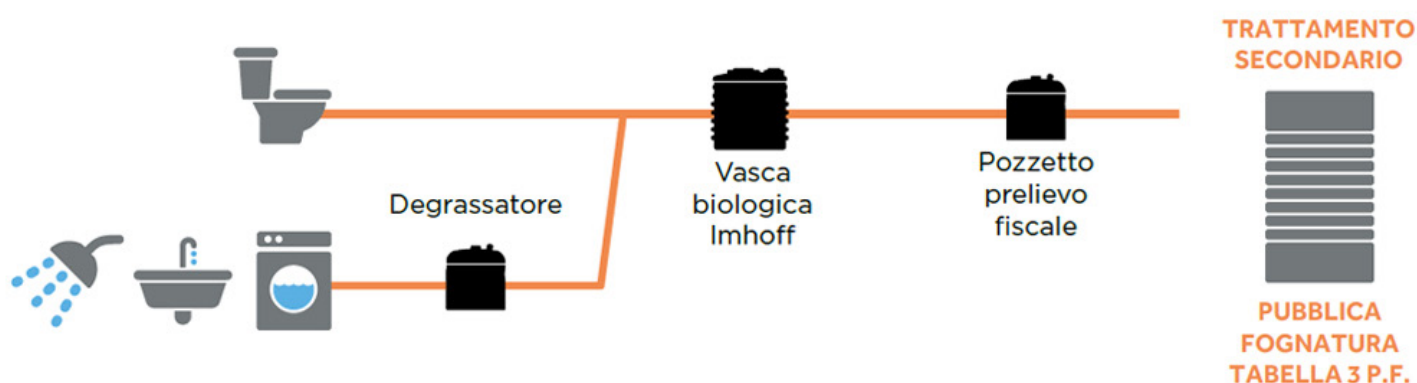 TRATTAMENTO
SECONDARIO
Degrassatore
Vasca
biologica
Imhoff
Pozzetto
prelievo
fiscale
PUBBLICA
FOGNATURA
TABELLA 3 P.F.